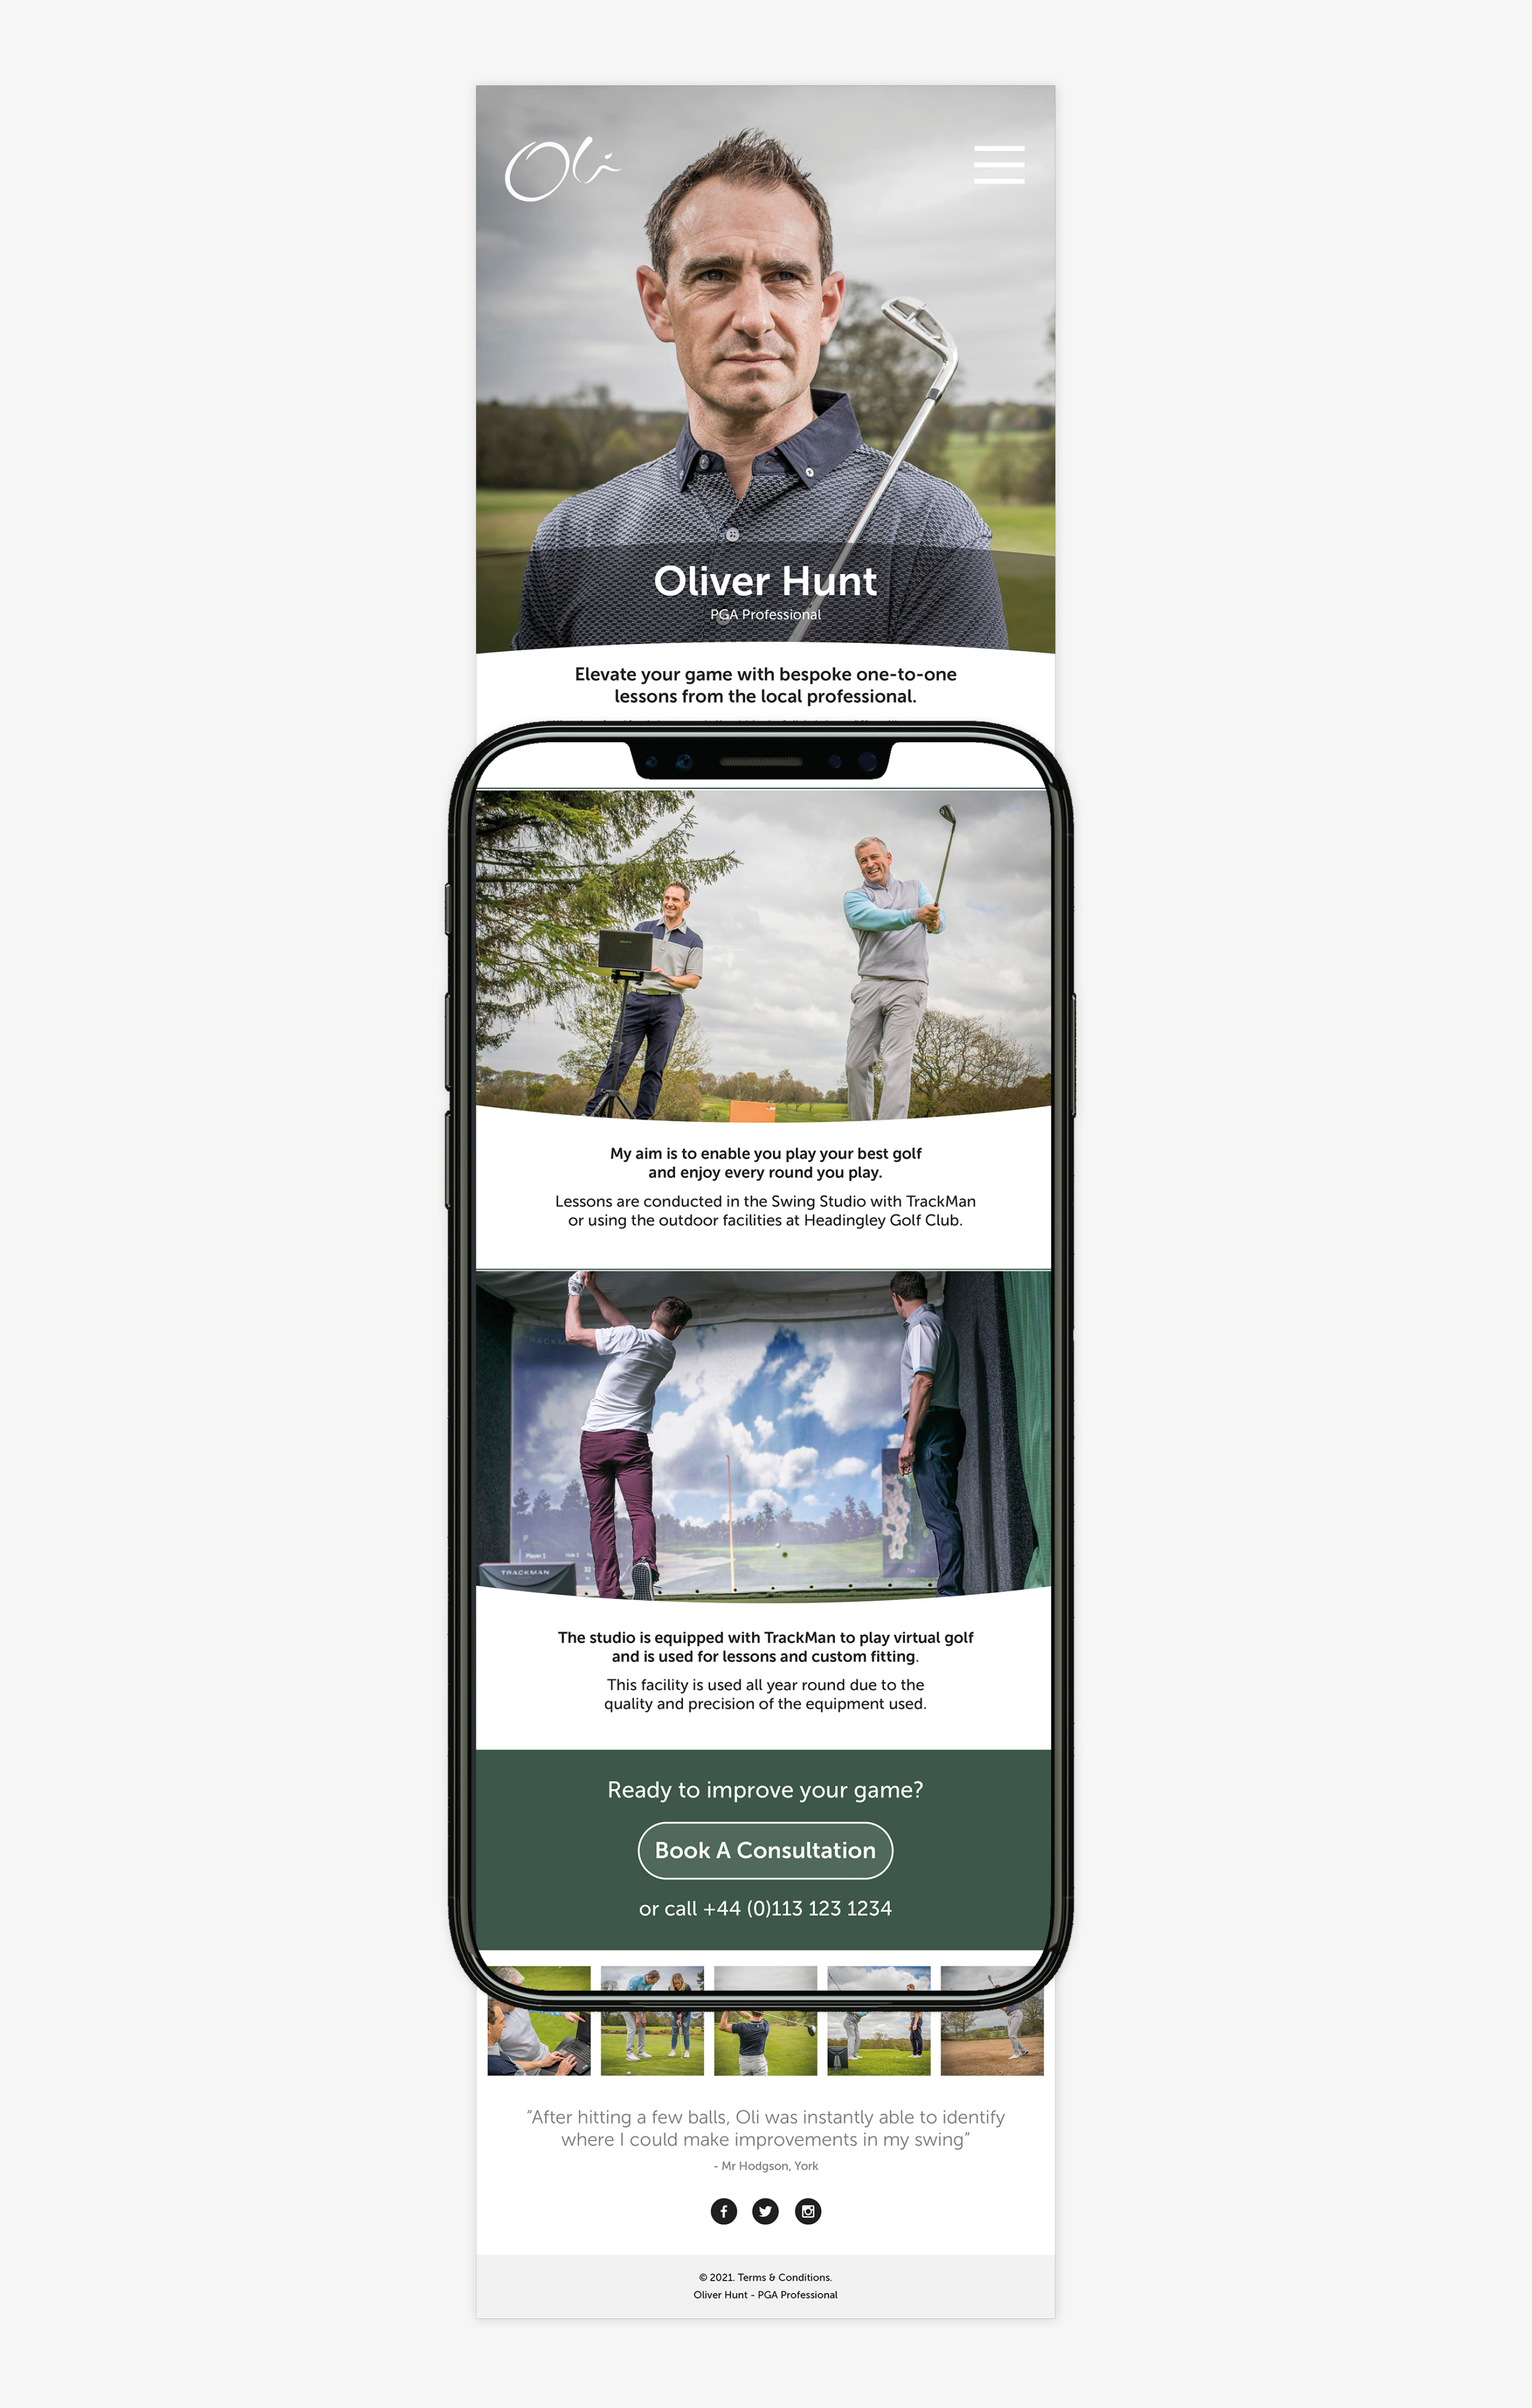 Oli
Oliver Hunt
PGA Professional
Elevate your game with bespoke one-to-one
lessons from the local professional.
My aim is to enable you play your best golf
and enjoy every round you play.
Lessons are conducted in the Swing Studio with TrackMan
or using the outdoor facilities at Headingley Golf Club.
Player 1
TRACKMAN
The studio is equipped with TrackMan to play virtual golf
and is used for lessons and custom fitting.
This facility is used all year round due to the
quality and precision of the equipment used.
Ready to improve your game?
Book A Consultation
or call +44 (0)113 123 1234
“After hitting a few balls, Oli was instantly able to identify
where I could make improvements in my swing”
- Mr Hodgson, York
© 2021. Terms & Conditions.
Oliver Hunt - PGA Professional